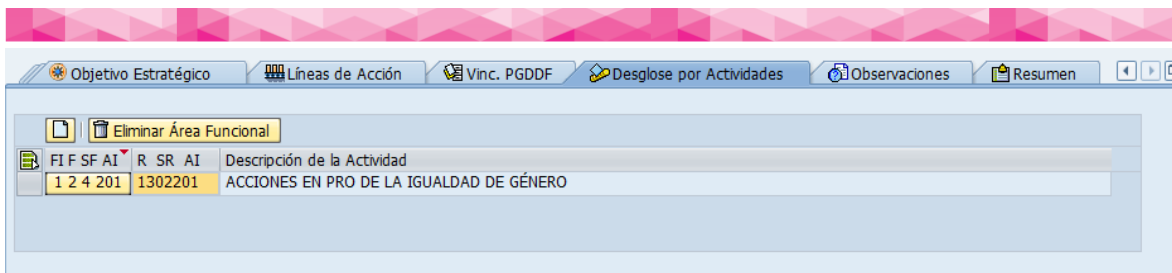 Objetivo Estratégico Líneas de Acción Vinc. PGDDF Desglose por Actividades Observaciones Resumen
Eliminar Área Funcional
FI F SF AI R SR AI Descripción de la Actividad
1 2 4 201 1302201 ACCIONES EN PRO DE LA IGUALDAD DE GÉNERO